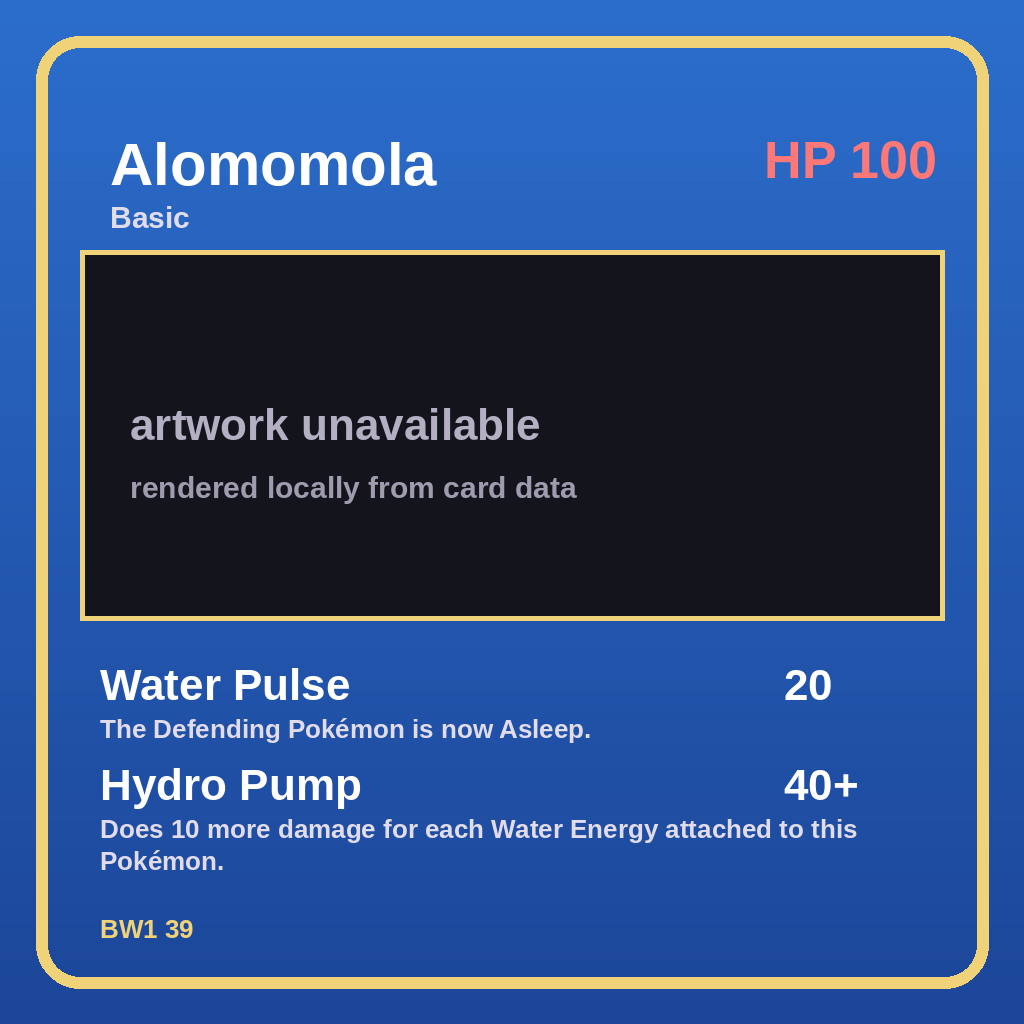 Alomomola
HP 100
Basic
artwork unavailable
rendered locally from card data
Water Pulse
20
The Defending Pokémon is now Asleep.
Hydro Pump
40+
Does 10 more damage for each Water Energy attached to this
Pokémon.
BW1 39